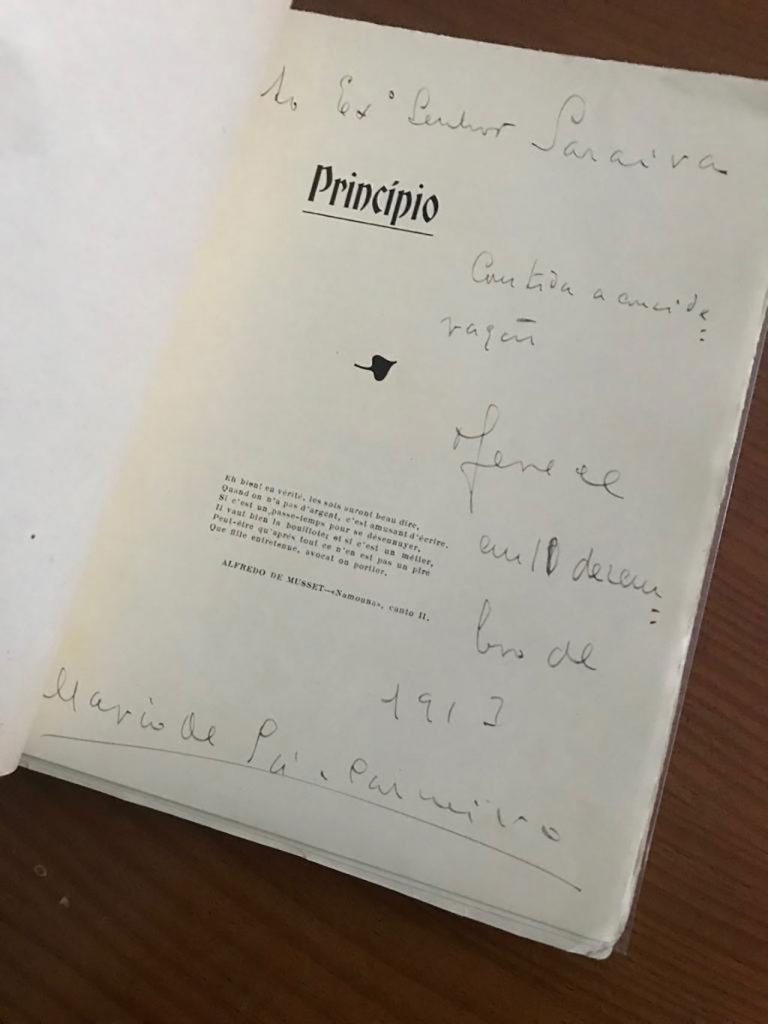 Ao Exº Senhor Saraiva
Princípio
Com toda a conside=
ração
oferece
em 10 dezem=
bro de
1913
Eh bien! en vérité, les sots auront beau dire,
Quand on n'a pas d'argent, c'est amusant d'écrire.
Si c'est un passe-temps pour se désennuyer,
Il vaut bien la bouillote; et si c'est un métier,
Peut-être qu'après tout ce n'en est pas un pire
Que fille entretenue, avocat ou portier.
ALFREDO DE MUSSET—«Namouna», canto II.
Mario de Sá-Carneiro